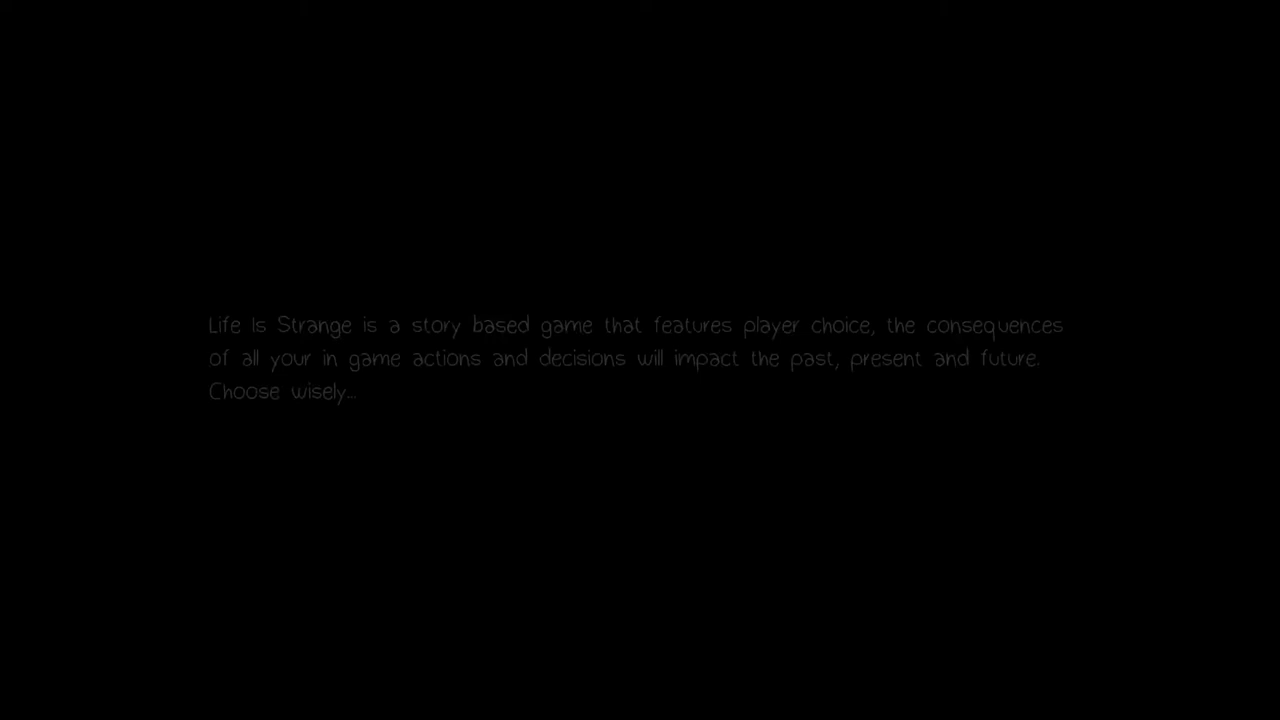 Life Is Strange is a story based game that features player choice, the consequences
of all your in game actions and decisions will impact the past, present and future.
Choose wisely...